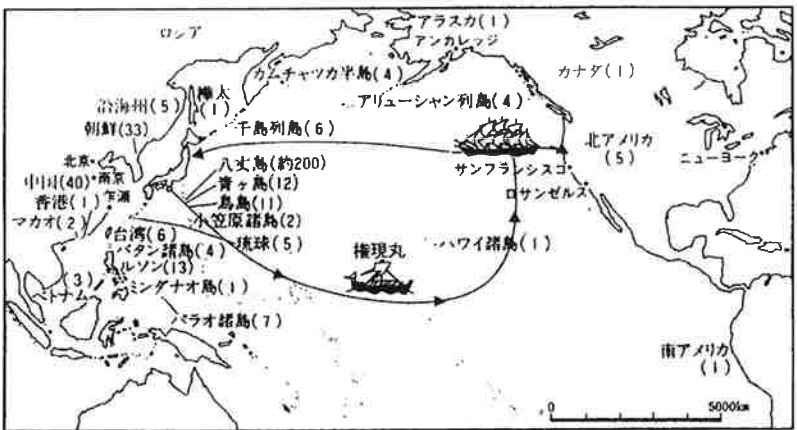 ロシア
アラスカ(1)
アンカレッジ
カムチャツカ半島(4)
カナダ(1)
樺太
(1)
アリューシャン列島(4)
沿海州(5)
朝鮮(33)
千島列島(6)
北アメリカ
(5)
北京
ニューヨーク
サンフランシスコ
八丈島(約200)
中国(40)
南京
青ヶ島(12)
ロサンゼルス
香港(1)
乍浦
鳥島(11)
マカオ(2)
小笠原諸島(2)
台湾(6)
琉球(5)
権現丸
ハワイ諸島(1)
バタン諸島(4)
ルソン(13)
(3)
ベトナム
ミンダナオ島(1)
パラオ諸島(7)
南アメリカ
(1)
0 5000km